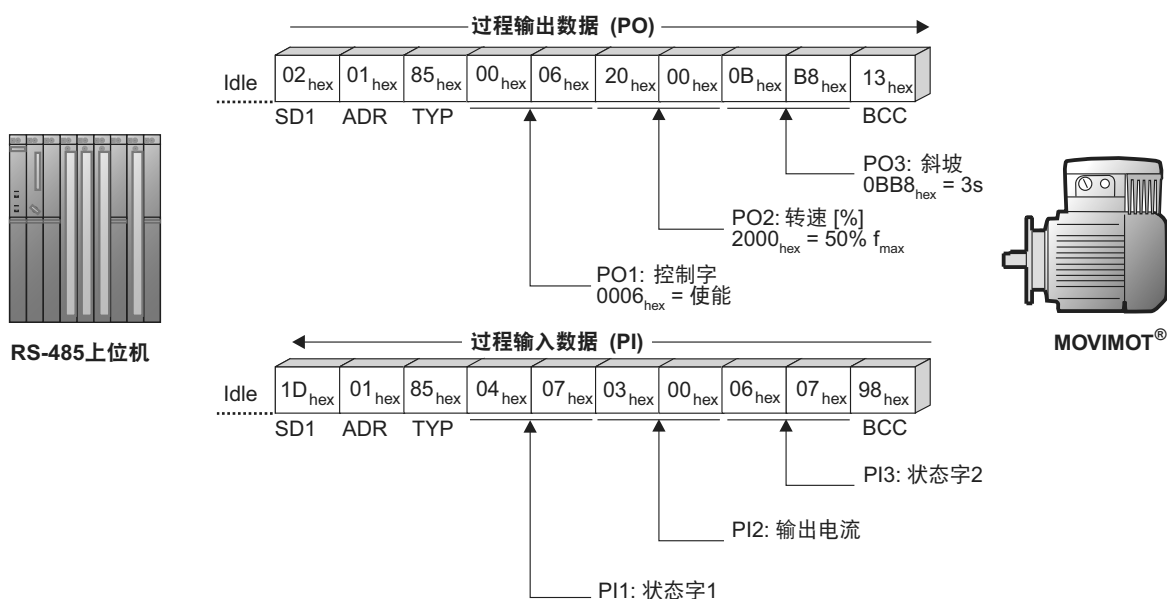 过程输出数据 (PO)
Idle 02hex 01hex 85hex 00hex 06hex 20hex 00hex 0Bhex B8hex 13hex
SD1 ADR TYP BCC
PO3: 斜坡
0BB8hex = 3s
PO2: 转速 [%]
2000hex = 50% fmax
PO1: 控制字
0006hex = 使能
RS-485上位机
MOVIMOT®
过程输入数据 (PI)
Idle 1Dhex 01hex 85hex 04hex 07hex 03hex 00hex 06hex 07hex 98hex
SD1 ADR TYP BCC
PI3: 状态字2
PI2: 输出电流
PI1: 状态字1